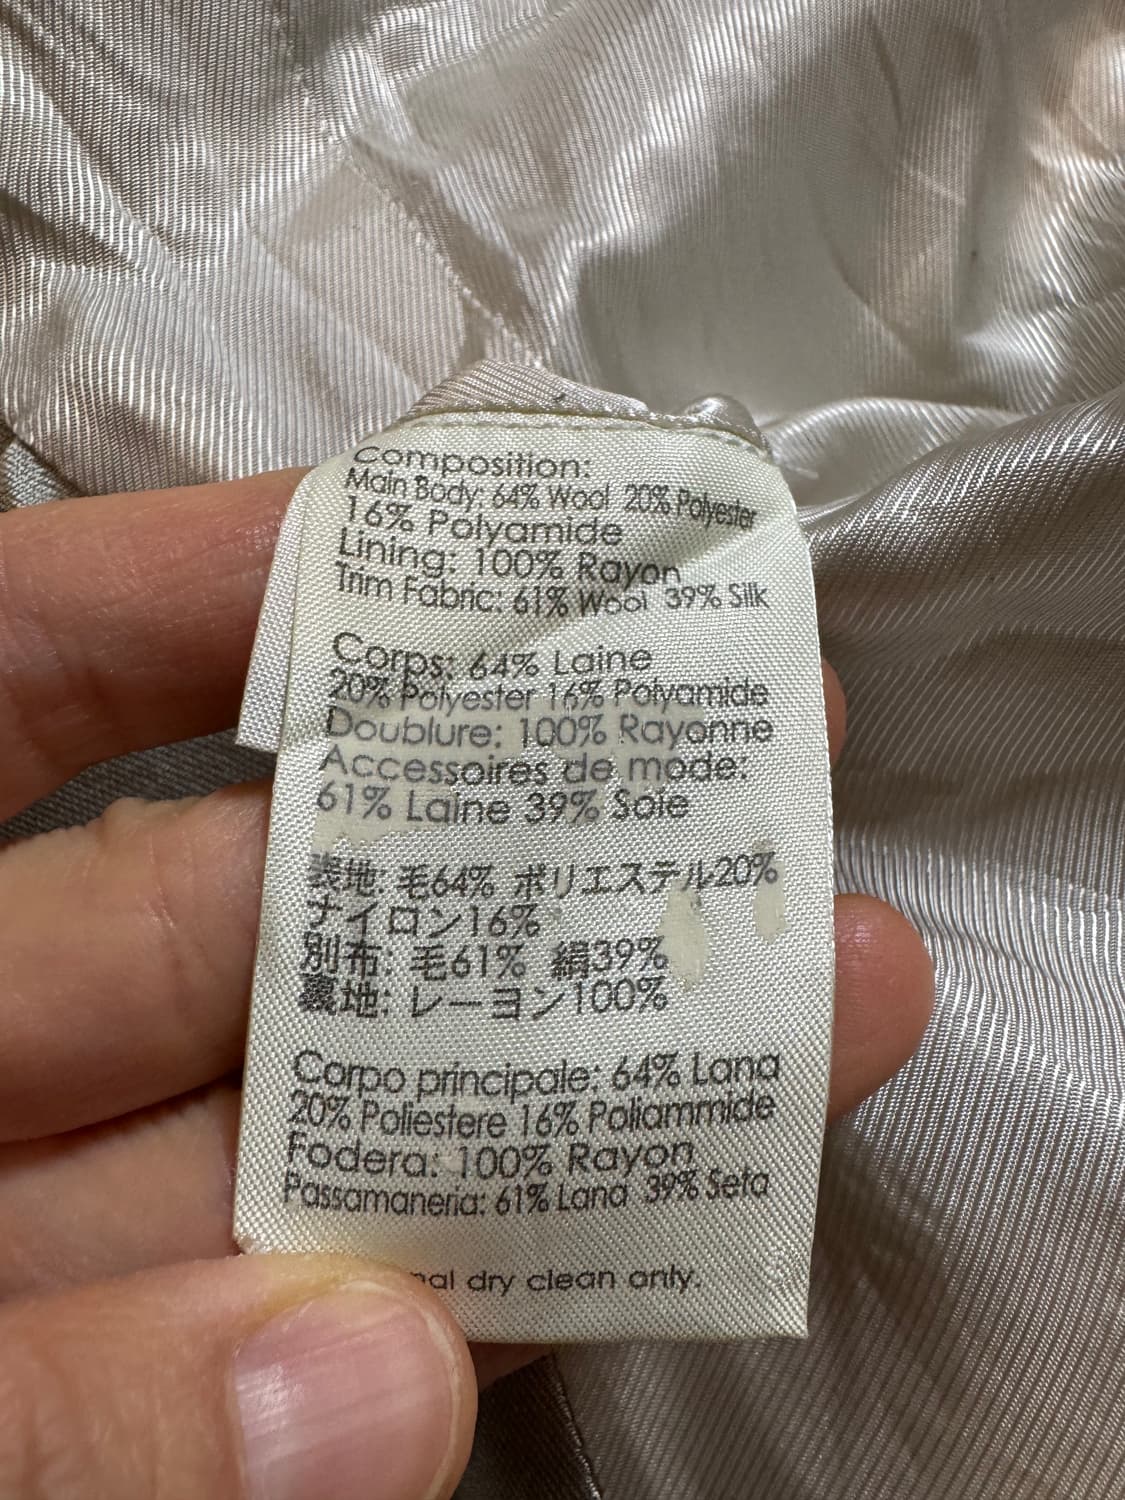 Composition:
Main Body: 64% Wool 20% Polyester
16% Polyamide
Lining: 100% Rayon
Trim Fabric: 61% Wool 39% Silk
Corps: 64% Laine
20% Polyester 16% Polyamide
Doublure: 100% Rayonne
Accessoires de mode:
61% Laine 39% Soie
表地: 毛64% ポリエステル20%
ナイロン16%
別布: 毛61% 絹39%
裏地: レーヨン100%
Corpo principale: 64% Lana
20% Poliestere 16% Poliammide
Fodera: 100% Rayon
Passamaneria: 61% Lana 39% Seta
dry clean only.